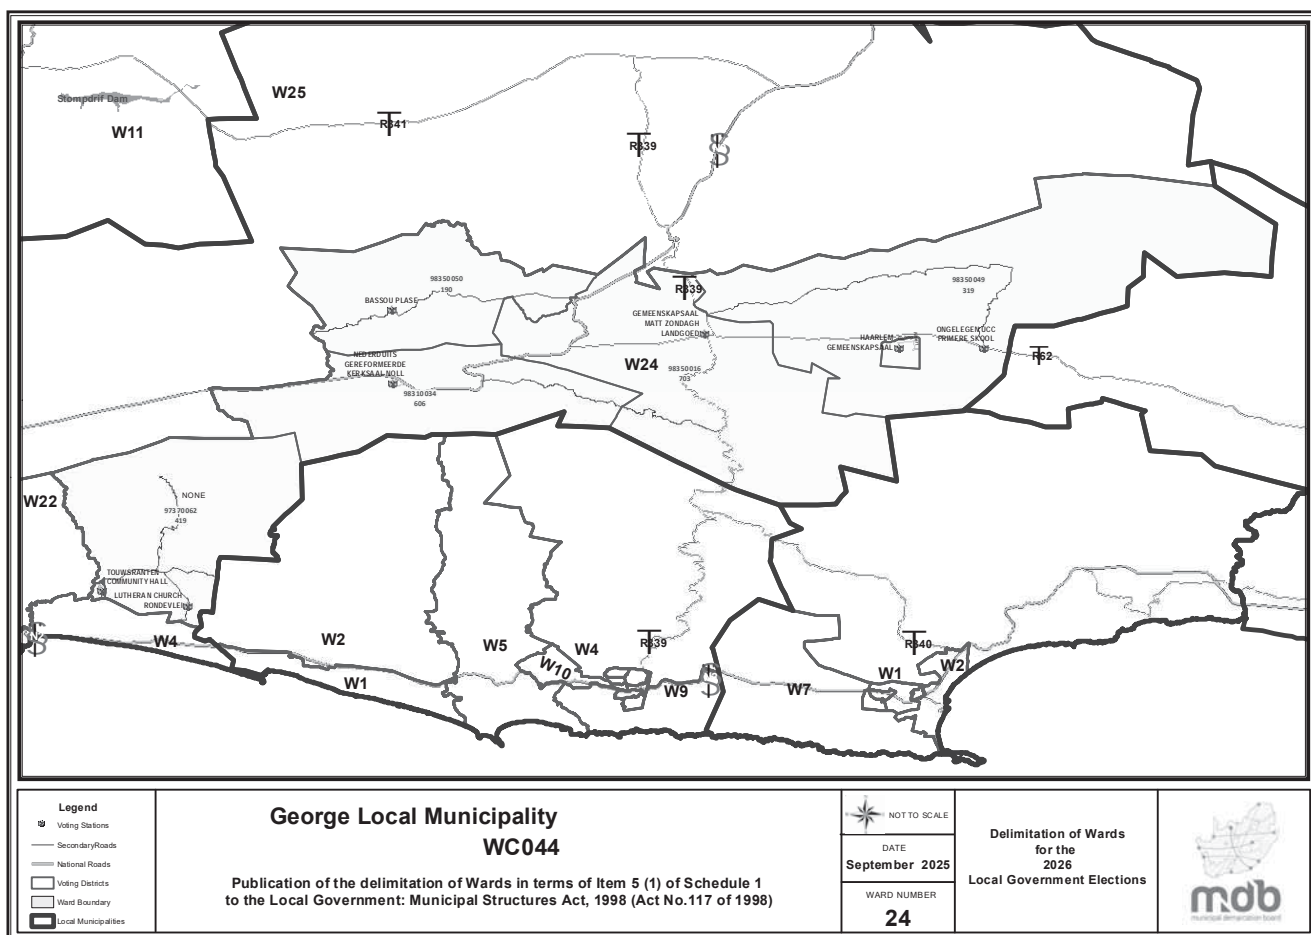 W25
Stompdrif Dam
W11
R341
R339
98350050
190
BASSOU PLASE
R339
98350049
319
GEMEENSKAPSAAL
MATT ZONDAGH
LANDGOED
HAARLEM
GEMEENSKAPSAAL
ONGELEGEN UCC
PRIMERE SKOOL
R62
NEDERDUITS
GEREFORMEERDE
KERKSAAL NOLL
W24
98350016
703
98310034
606
W22
NONE
97370062
419
TOUWSRANTEN
COMMUNITY HALL
LUTHERAN CHURCH
RONDEVLEI
W4
W2
W1
W5
W10
W4
R339
W9
W7
W1
R340
W2
Legend
Voting Stations
SecondaryRoads
National Roads
Voting Districts
Ward Boundary
Local Municipalities
George Local Municipality
WC044
Publication of the delimitation of Wards in terms of Item 5 (1) of Schedule 1
to the Local Government: Municipal Structures Act, 1998 (Act No.117 of 1998)
NOT TO SCALE
DATE
September 2025
WARD NUMBER
24
Delimitation of Wards
for the
2026
Local Government Elections
mdb
municipal demarcation board